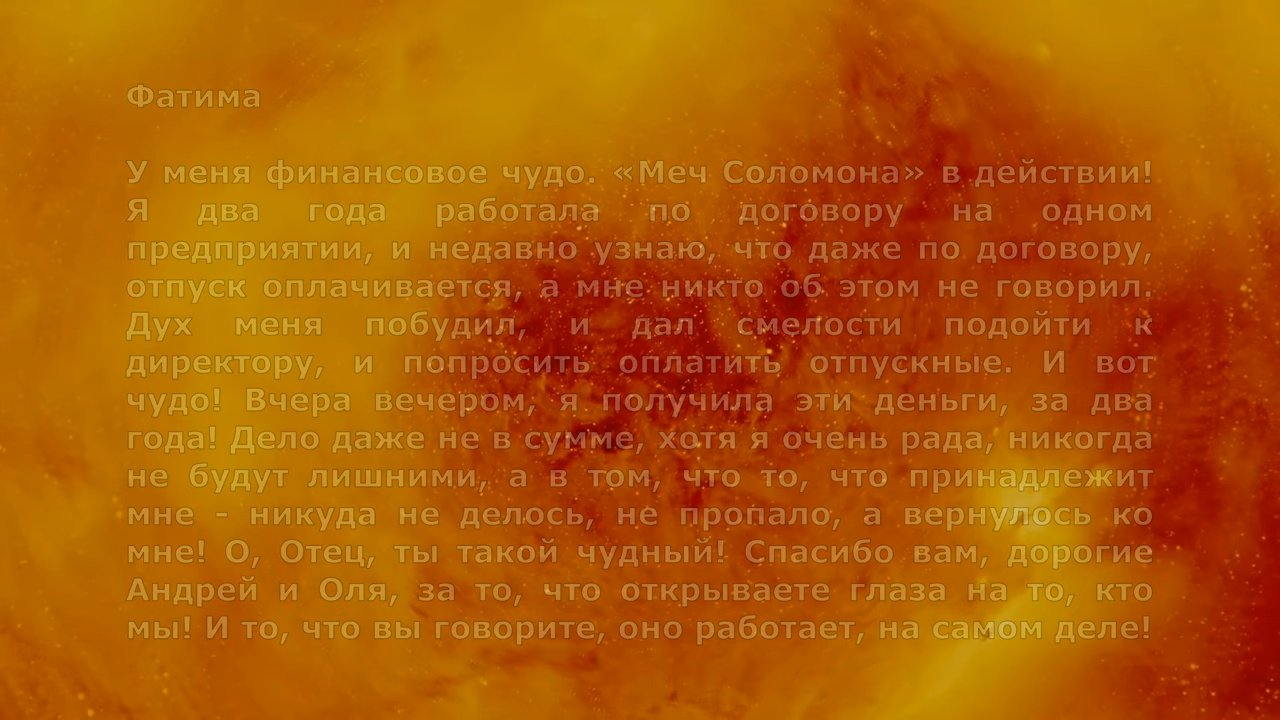 Фатима
У меня финансовое чудо. «Меч Соломона» в действии!
Я два года работала по договору на одном
предприятии, и недавно узнаю, что даже по договору,
отпуск оплачивается, а мне никто об этом не говорил.
Дух меня побудил, и дал смелости подойти к
директору, и попросить оплатить отпускные. И вот
чудо! Вчера вечером, я получила эти деньги, за два
года! Дело даже не в сумме, хотя я очень рада, никогда
не будут лишними, а в том, что то, что принадлежит
мне - никуда не делось, не пропало, а вернулось ко
мне! О, Отец, ты такой чудный! Спасибо вам, дорогие
Андрей и Оля, за то, что открываете глаза на то, кто
мы! И то, что вы говорите, оно работает, на самом деле!